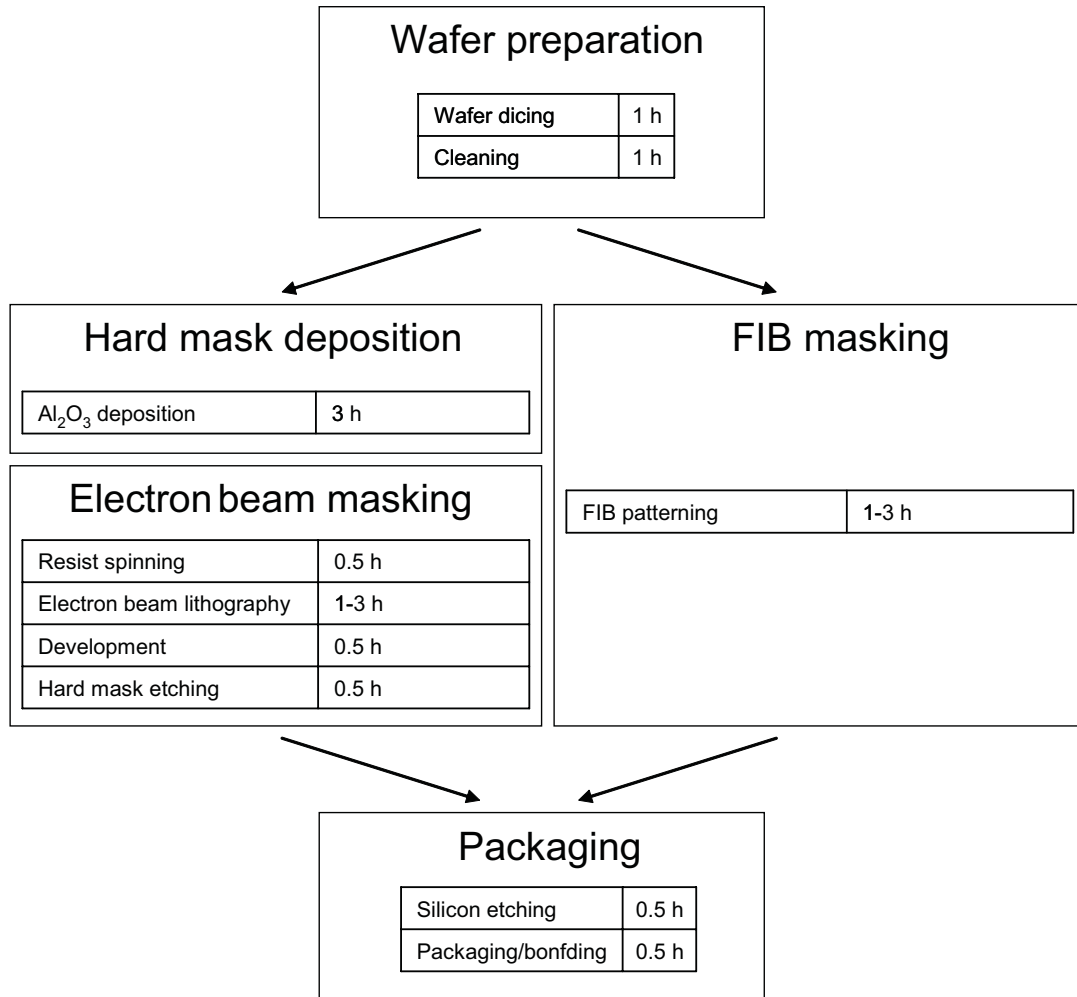 Wafer preparation
Wafer dicing 1 h
Cleaning 1 h
Hard mask deposition
Al₂O₃ deposition 3 h
Electron beam masking
Resist spinning 0.5 h
Electron beam lithography 1-3 h
Development 0.5 h
Hard mask etching 0.5 h
FIB masking
FIB patterning 1-3 h
Packaging
Silicon etching 0.5 h
Packaging/bonfding 0.5 h